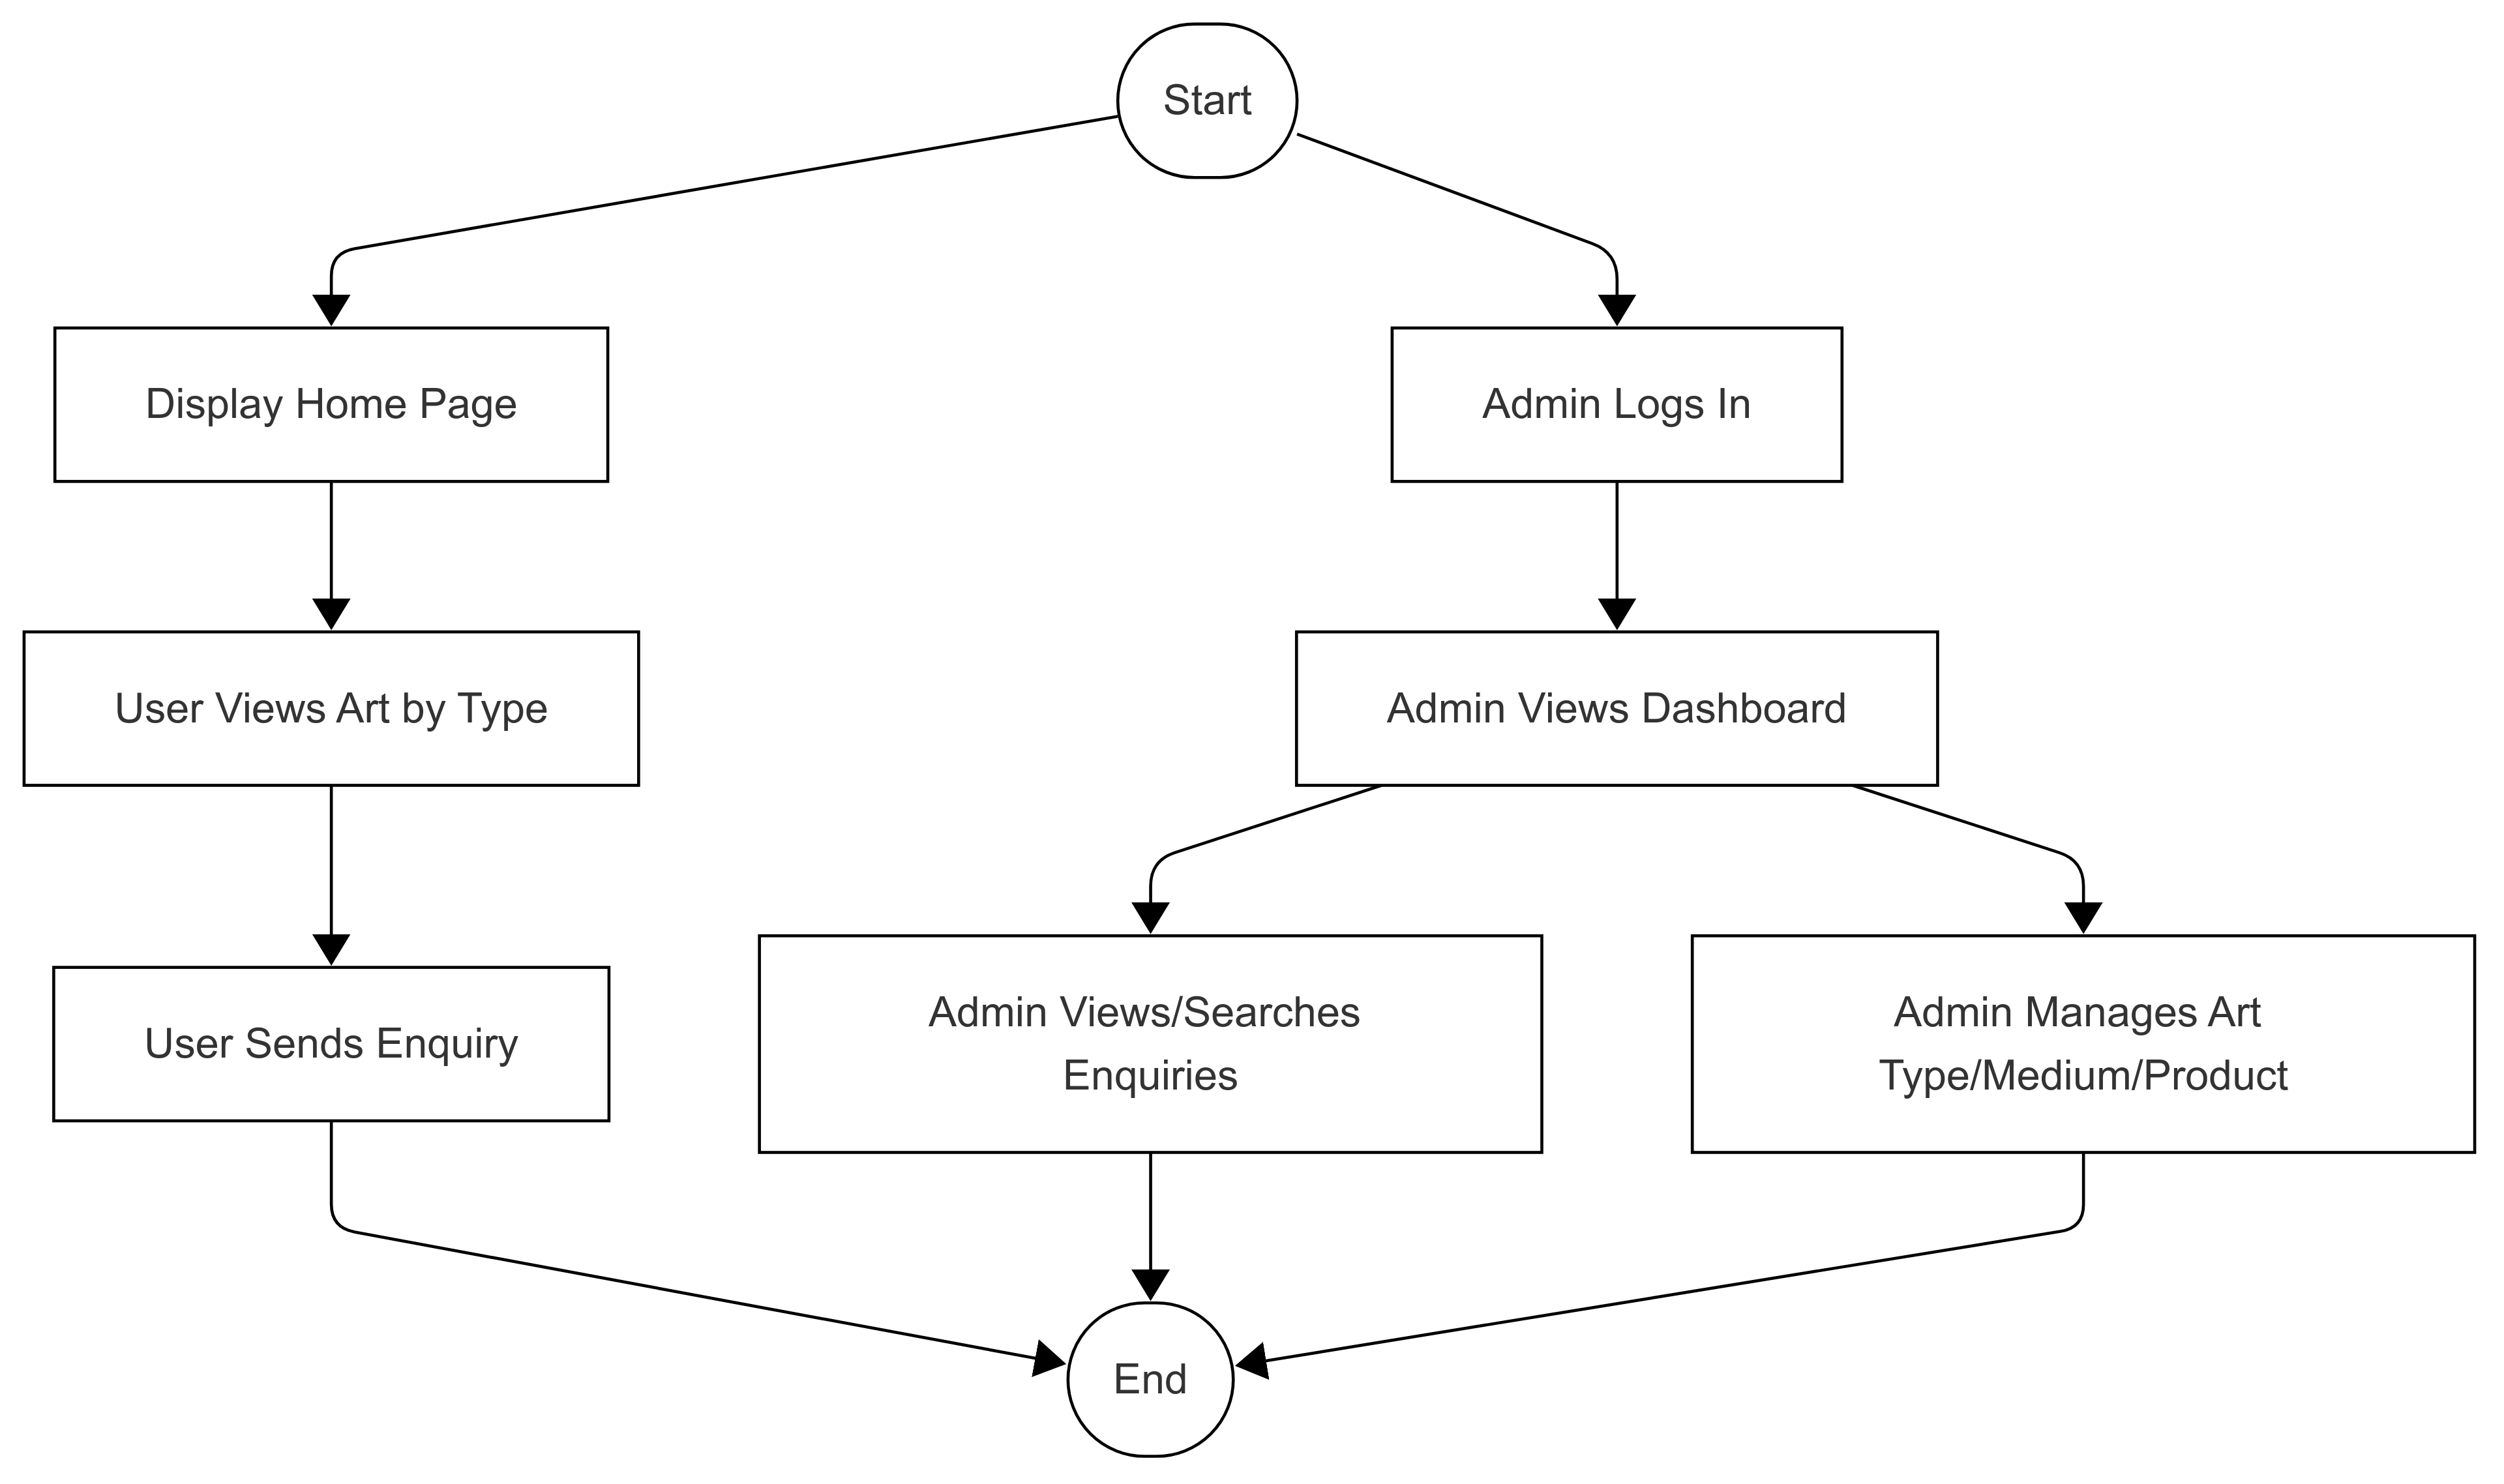 Start
Display Home Page
Admin Logs In
User Views Art by Type
Admin Views Dashboard
User Sends Enquiry
Admin Views/Searches
Enquiries
Admin Manages Art
Type/Medium/Product
End